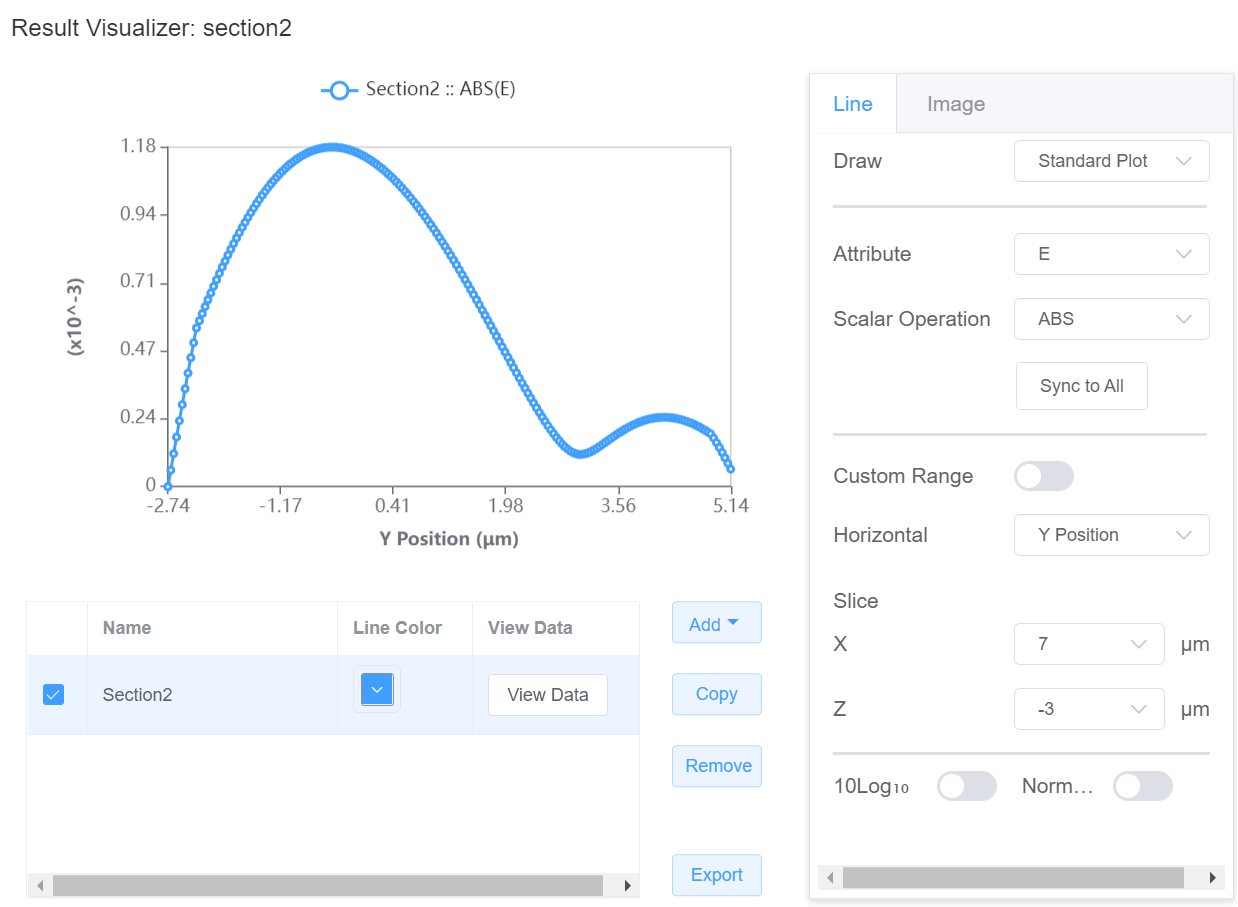 Result Visualizer: section2
Section2 :: ABS(E)
1.18
0.94
0.71
0.47
0.24
0
(x10^-3)
-2.74 -1.17 0.41 1.98 3.56 5.14
Y Position (μm)
Name Line Color View Data
Section2 View Data
Add
Copy
Remove
Export
Line Image
Draw Standard Plot
Attribute E
Scalar Operation ABS
Sync to All
Custom Range
Horizontal Y Position
Slice
X 7 μm
Z -3 μm
10Log₁₀ Norm…